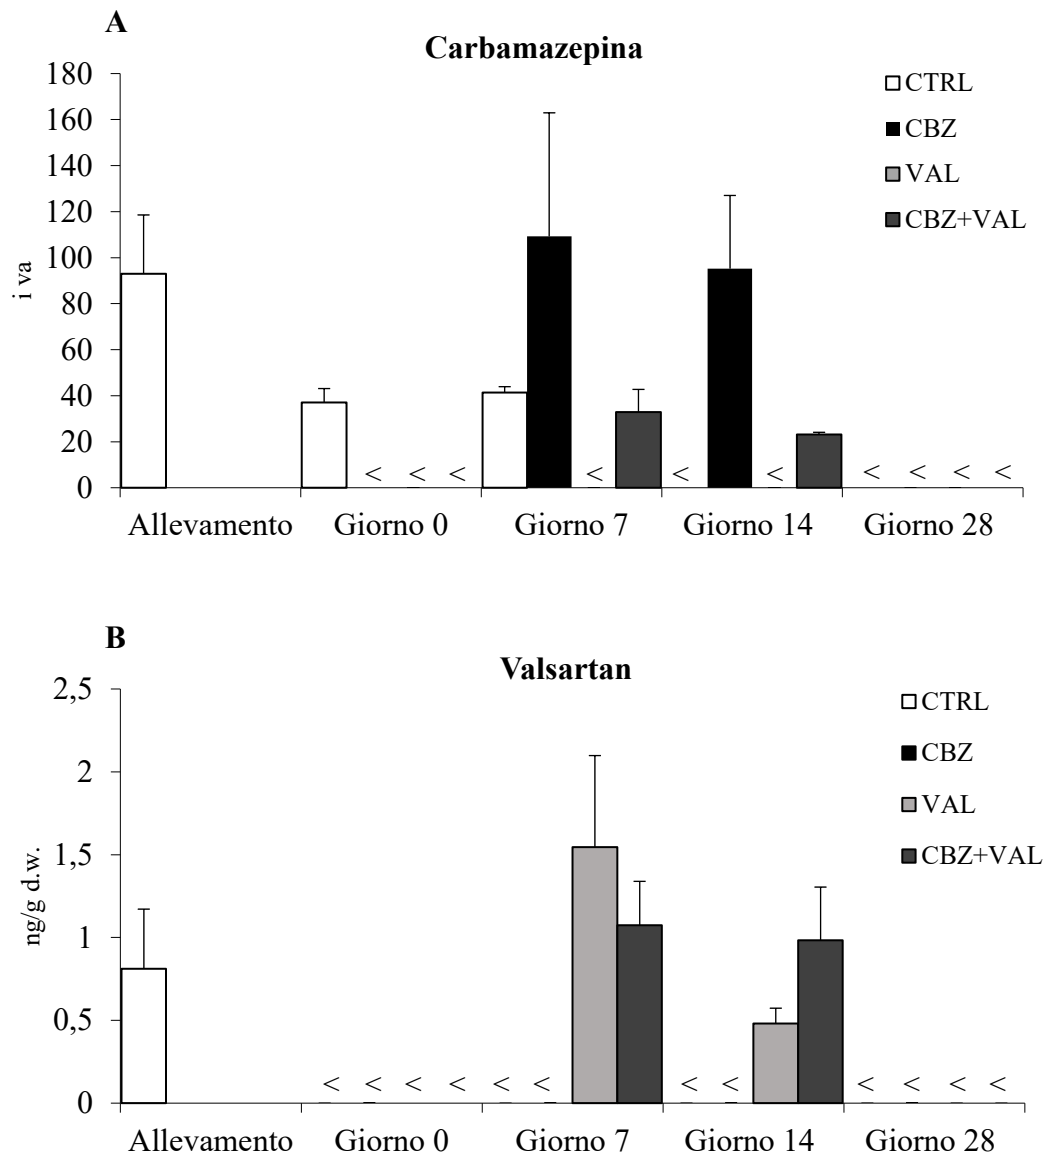 A
Carbamazepina
180
160
140
120
100
80
60
40
20
0
i va
CTRL
CBZ
VAL
CBZ+VAL
< < < < < < < < < <
Allevamento Giorno 0 Giorno 7 Giorno 14 Giorno 28
B
Valsartan
2,5
2
1,5
1
0,5
0
ng/g d.w.
CTRL
CBZ
VAL
CBZ+VAL
< < < < < < < < < < < <
Allevamento Giorno 0 Giorno 7 Giorno 14 Giorno 28